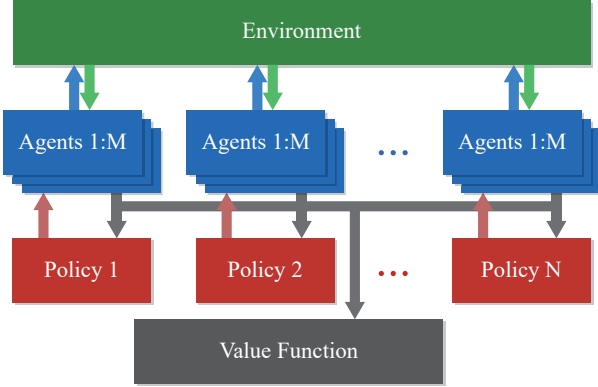 Environment
Agents 1:M
Agents 1:M
...
Agents 1:M
Policy 1
Policy 2
...
Policy N
Value Function